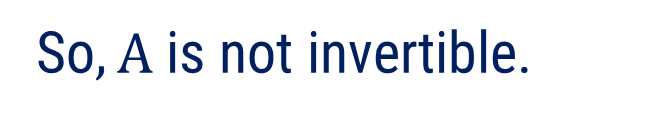 So, A is not invertible.